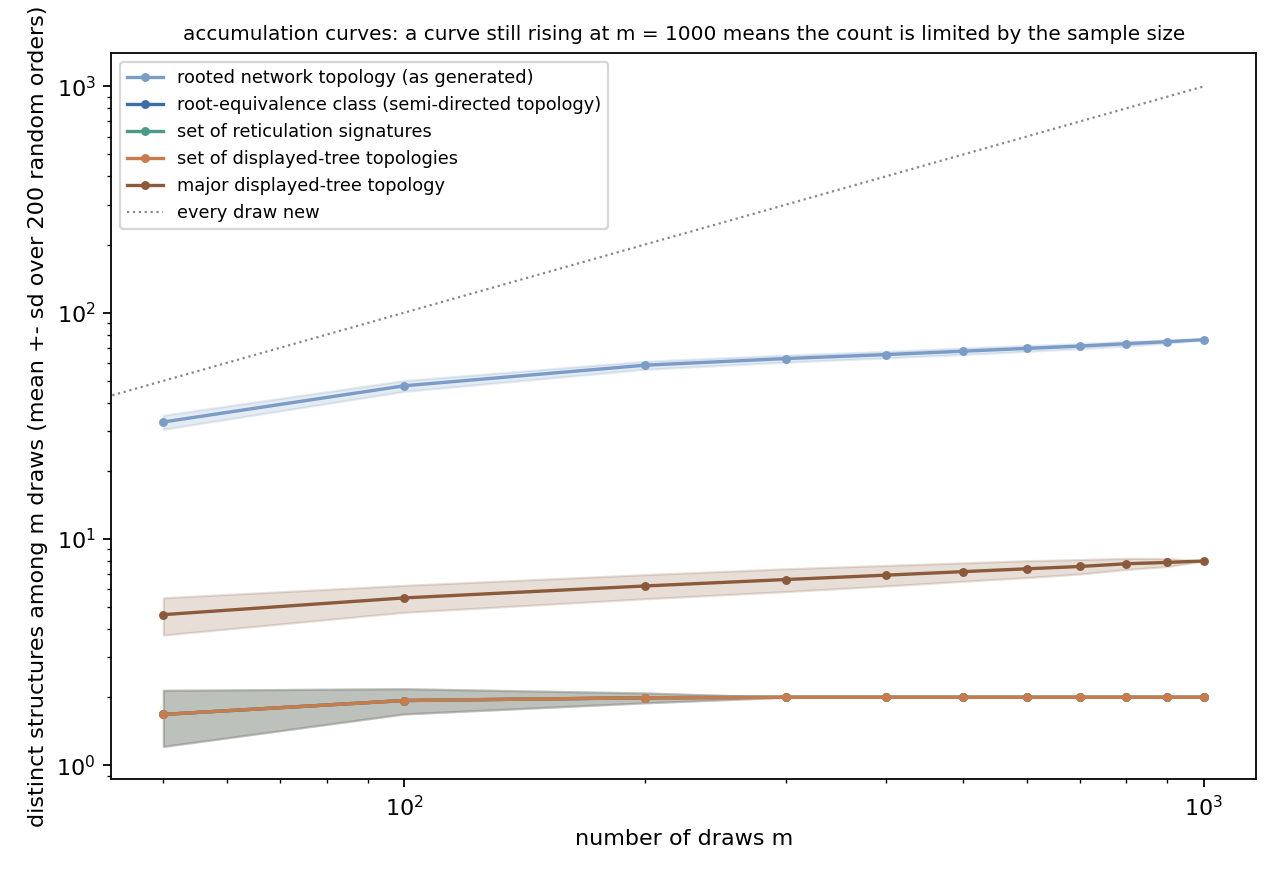 accumulation curves: a curve still rising at m = 1000 means the count is limited by the sample size
distinct structures among m draws (mean +- sd over 200 random orders)
10³
10²
10¹
10⁰
rooted network topology (as generated)
root-equivalence class (semi-directed topology)
set of reticulation signatures
set of displayed-tree topologies
major displayed-tree topology
every draw new
10²
10³
number of draws m